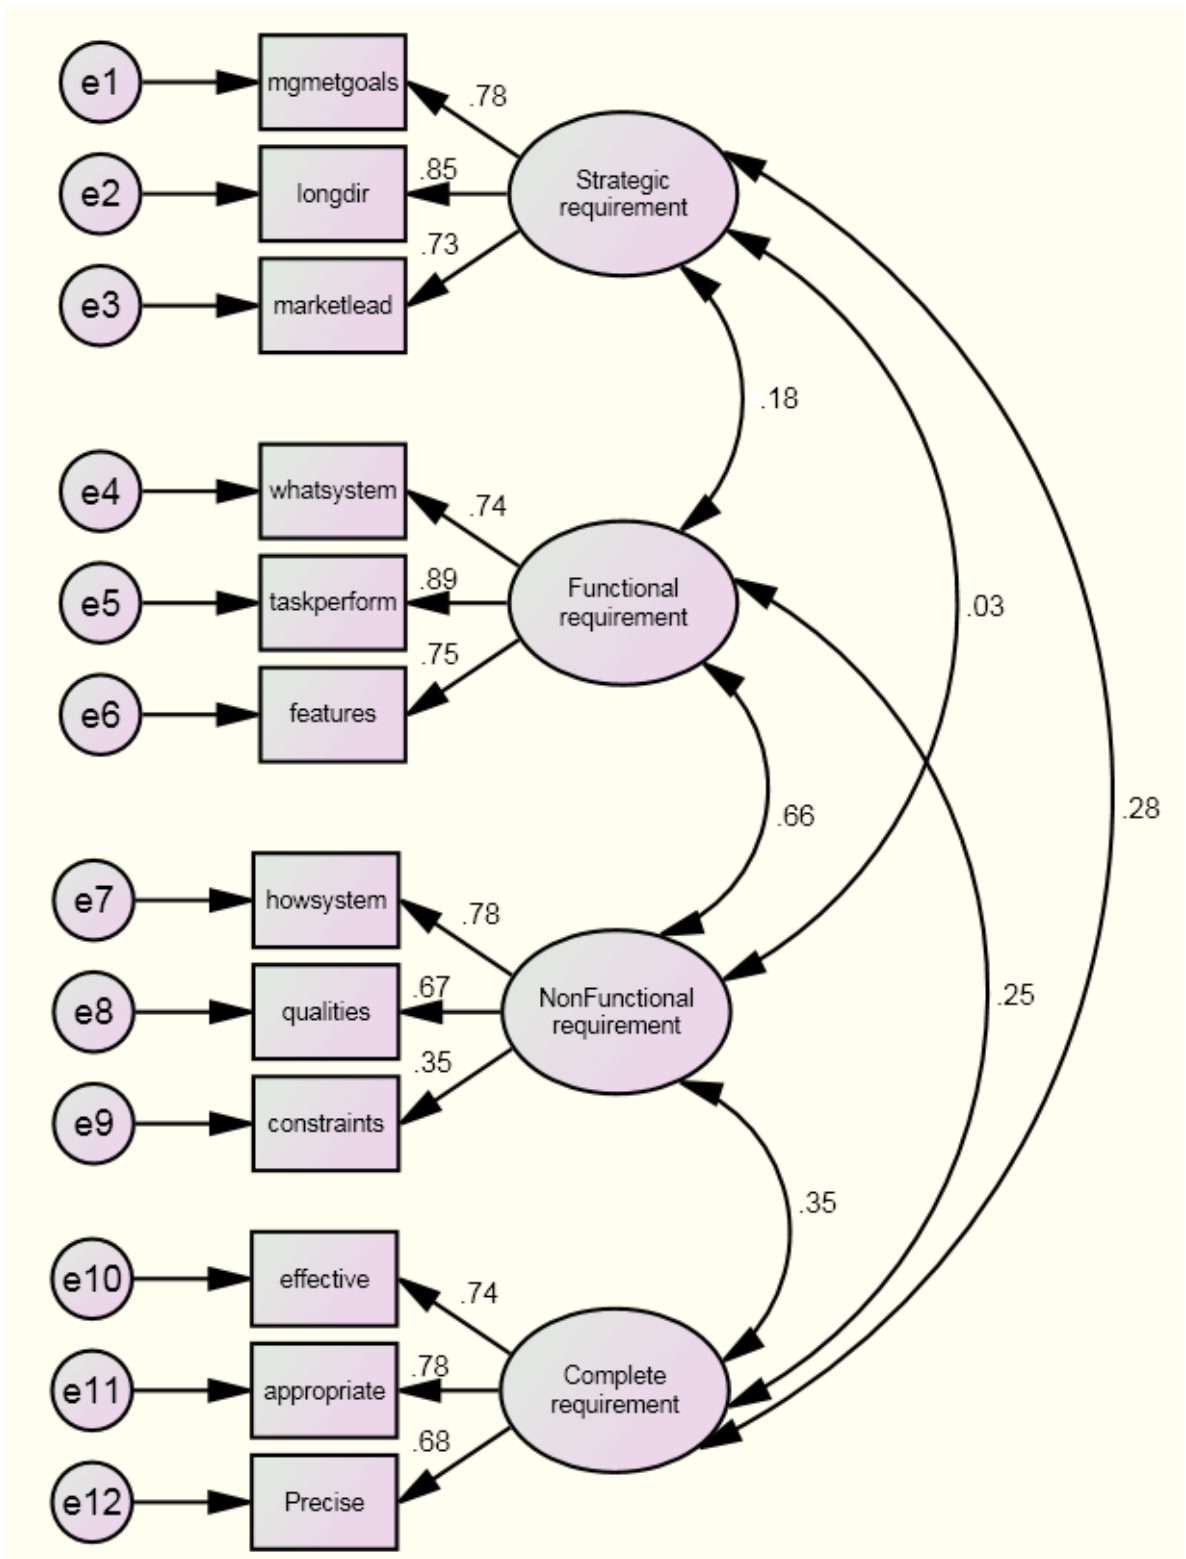 e1
mgmetgoals
.78
e2
longdir
.85
Strategic
requirement
e3
marketlead
.73
.18
e4
whatsystem
.74
e5
taskperform
.89
Functional
requirement
.03
e6
features
.75
.66
.28
e7
howsystem
.78
e8
qualities
.67
NonFunctional
requirement
.25
e9
constraints
.35
.35
e10
effective
.74
e11
appropriate
.78
Complete
requirement
e12
Precise
.68